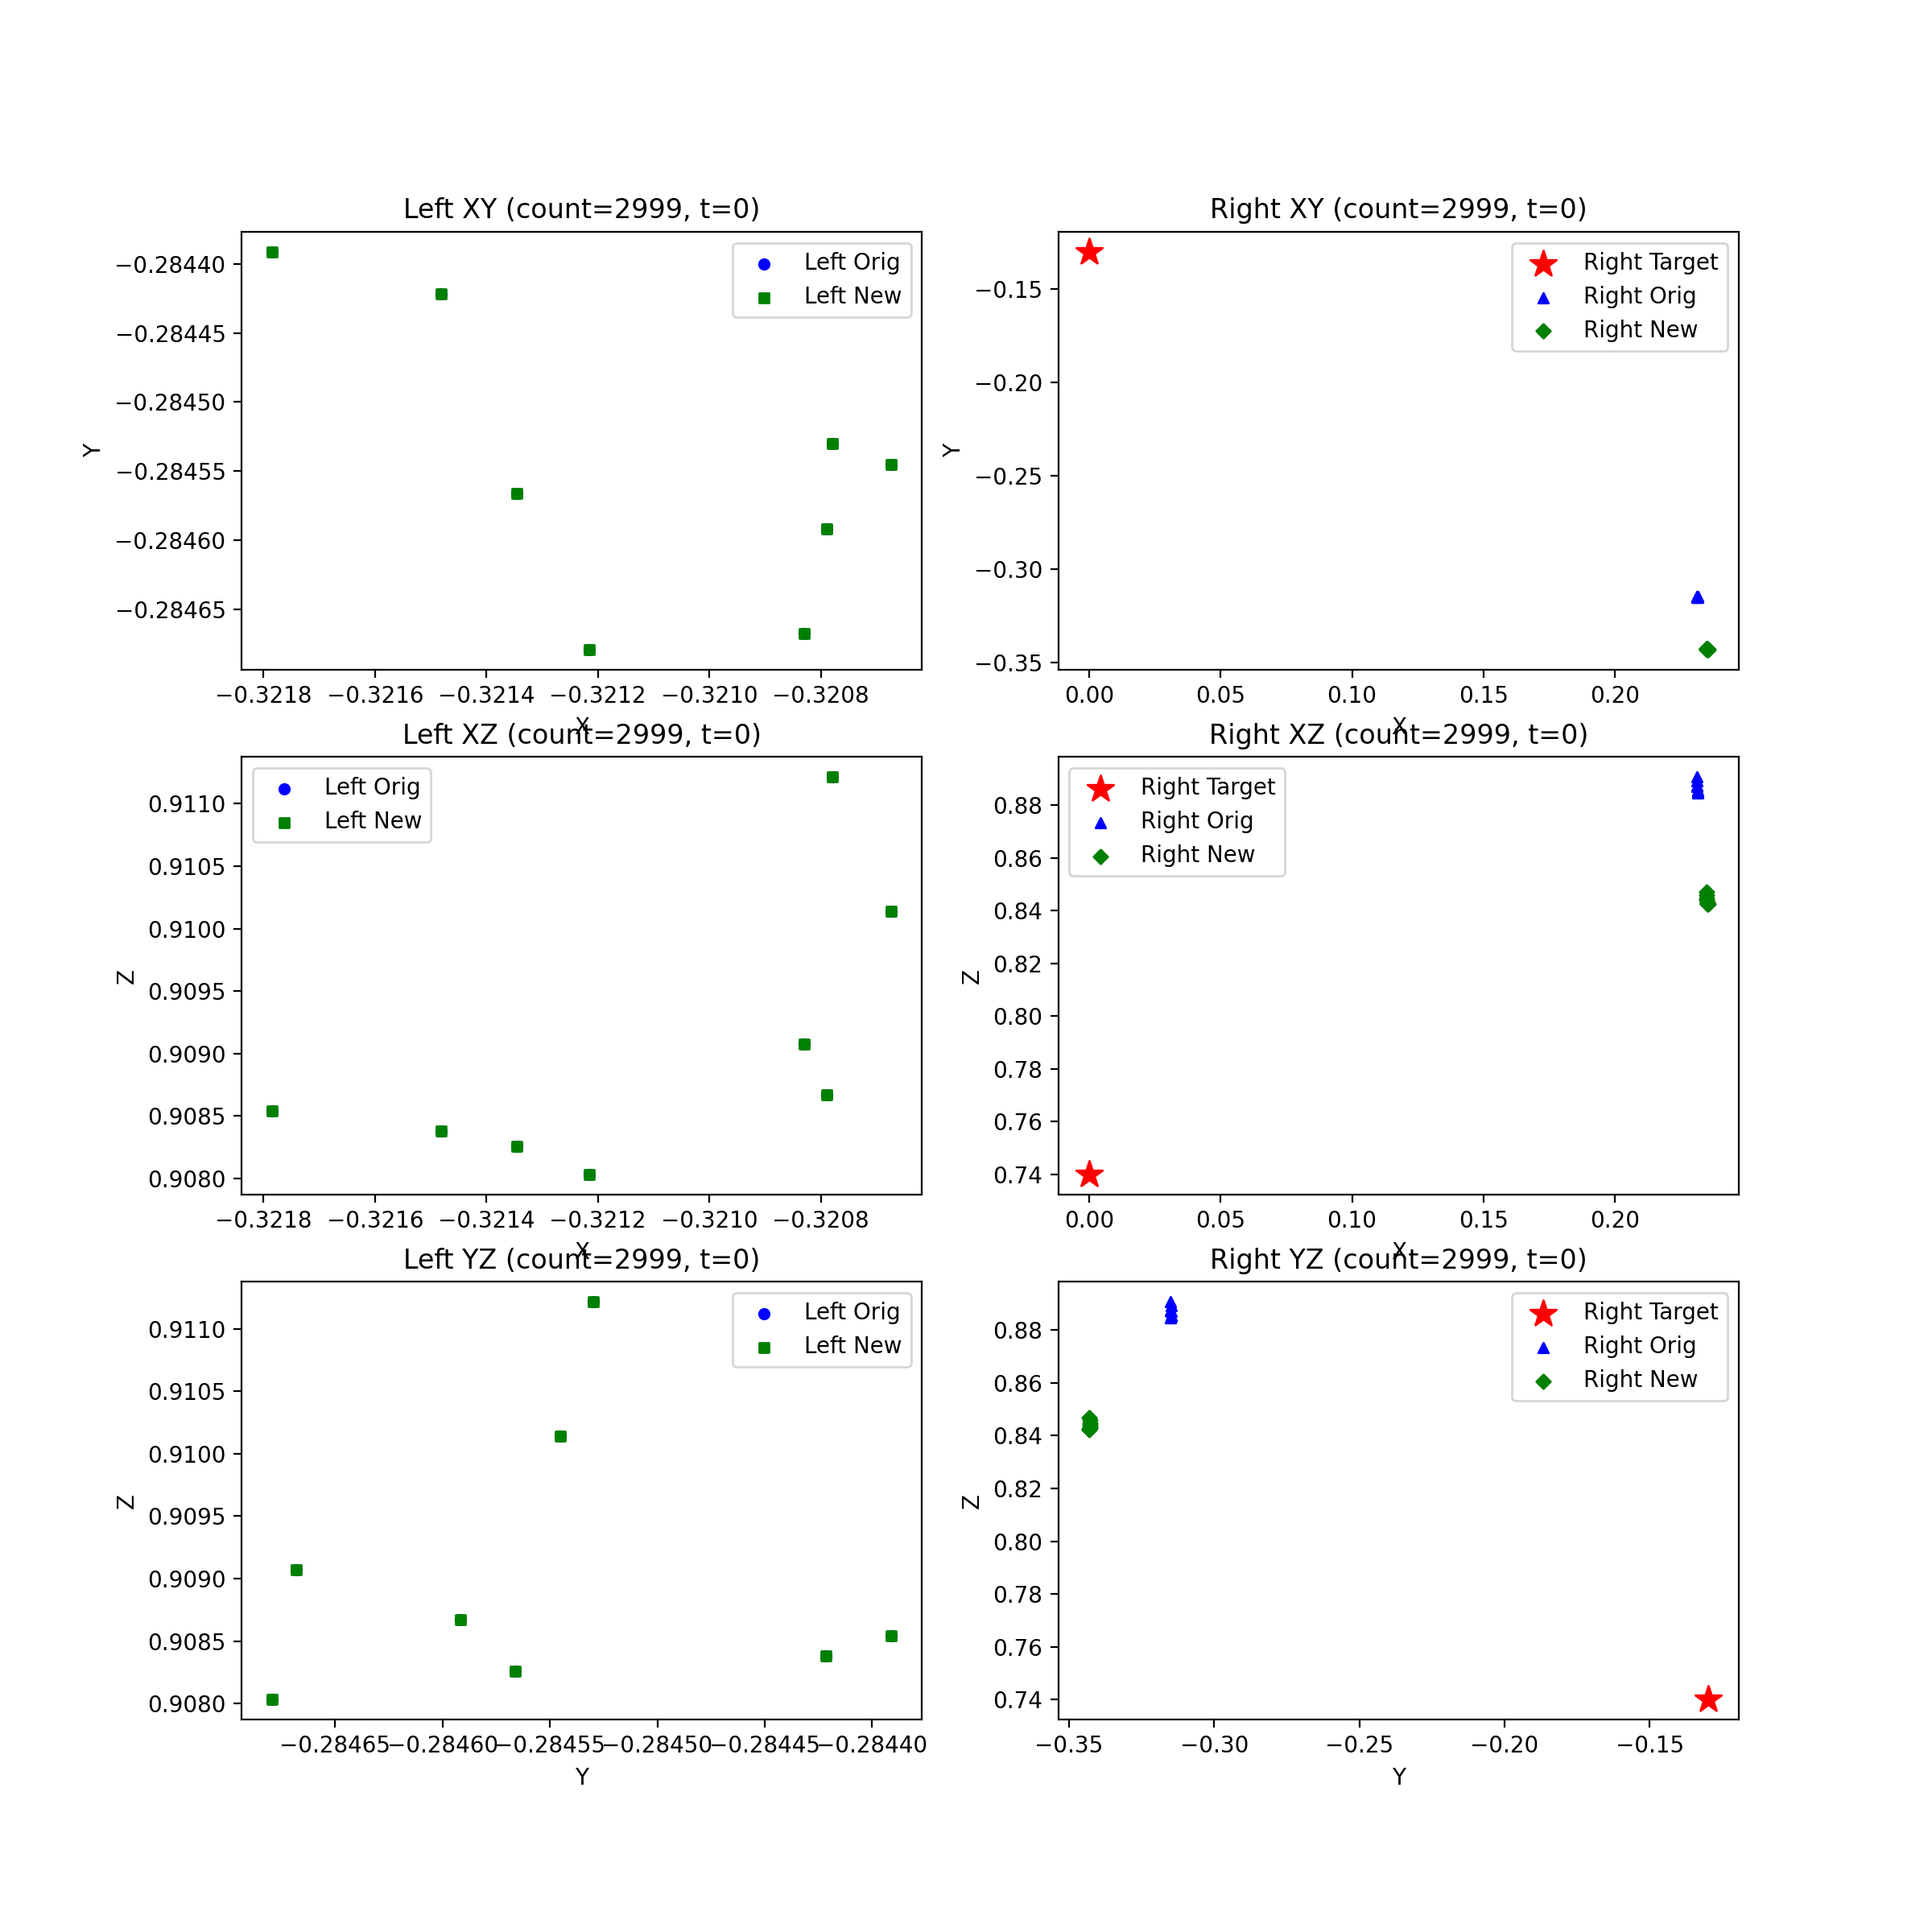 Left XY (count=2999, t=0)
Right XY (count=2999, t=0)
−0.28440
−0.28445
−0.28450
−0.28455
−0.28460
−0.28465
Y
Left Orig
Left New
−0.3218 −0.3216 −0.3214 −0.3212 −0.3210 −0.3208
X
−0.15
−0.20
−0.25
−0.30
−0.35
Y
Right Target
Right Orig
Right New
0.00 0.05 0.10 0.15 0.20
X
Left XZ (count=2999, t=0)
Right XZ (count=2999, t=0)
0.9110
0.9105
0.9100
0.9095
0.9090
0.9085
0.9080
Z
Left Orig
Left New
−0.3218 −0.3216 −0.3214 −0.3212 −0.3210 −0.3208
X
0.88
0.86
0.84
0.82
0.80
0.78
0.76
0.74
Z
Right Target
Right Orig
Right New
0.00 0.05 0.10 0.15 0.20
X
Left YZ (count=2999, t=0)
Right YZ (count=2999, t=0)
0.9110
0.9105
0.9100
0.9095
0.9090
0.9085
0.9080
Z
Left Orig
Left New
−0.28465 −0.28460 −0.28455 −0.28450 −0.28445 −0.28440
Y
0.88
0.86
0.84
0.82
0.80
0.78
0.76
0.74
Z
Right Target
Right Orig
Right New
−0.35 −0.30 −0.25 −0.20 −0.15
Y